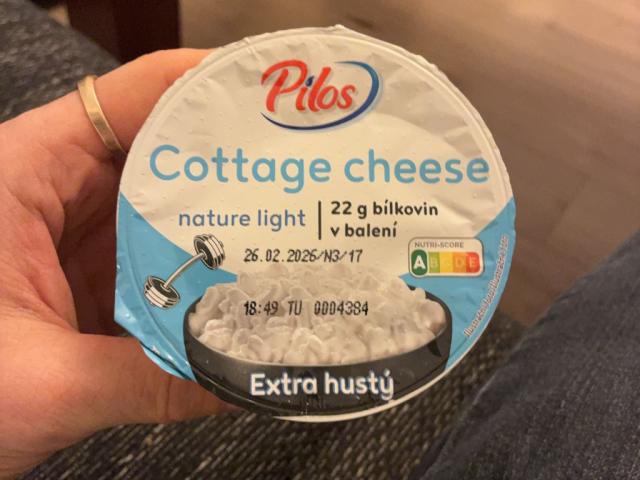 Pilos
Cottage cheese
nature light
22 g bílkovin
v balení
26.02.2026/N3/17
NUTRI-SCORE
A B C D E
18:49 TU 0004384
Extra hustý